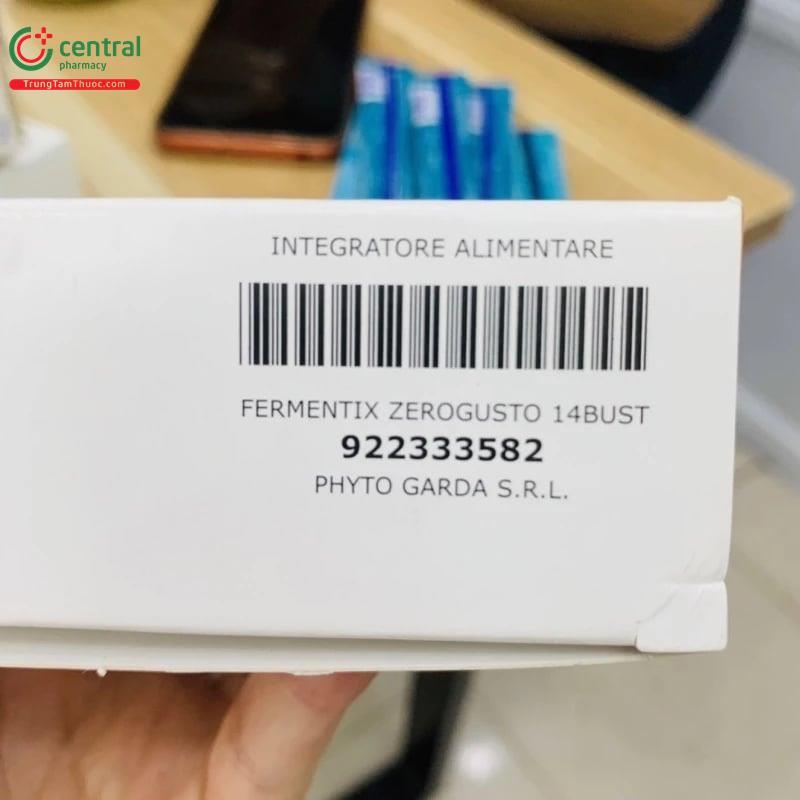 central
pharmacy
TrungTamThuoc.com
INTEGRATORE ALIMENTARE
FERMENTIX ZEROGUSTO 14BUST
922333582
PHYTO GARDA S.R.L.